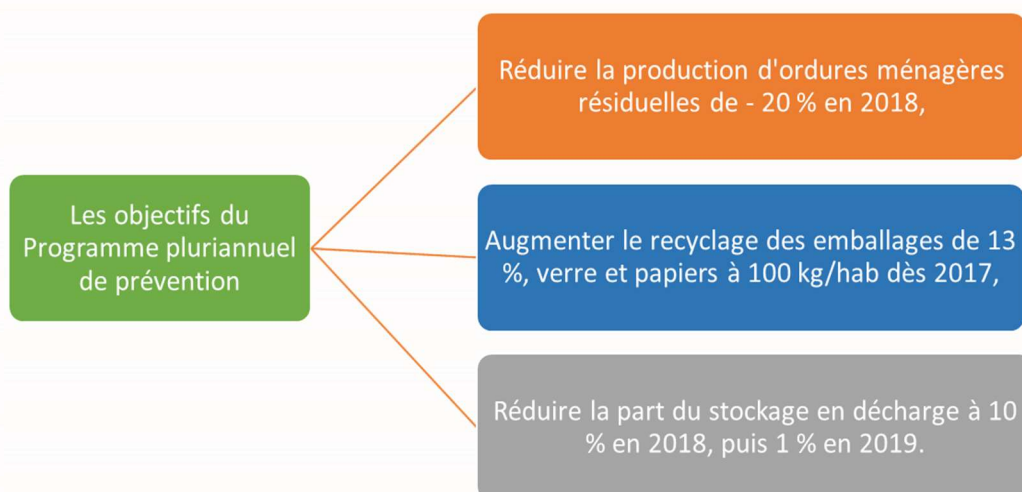 Réduire la production d'ordures ménagères
résiduelles de - 20 % en 2018,
Les objectifs du
Programme pluriannuel
de prévention
Augmenter le recyclage des emballages de 13
%, verre et papiers à 100 kg/hab dès 2017,
Réduire la part du stockage en décharge à 10
% en 2018, puis 1 % en 2019.